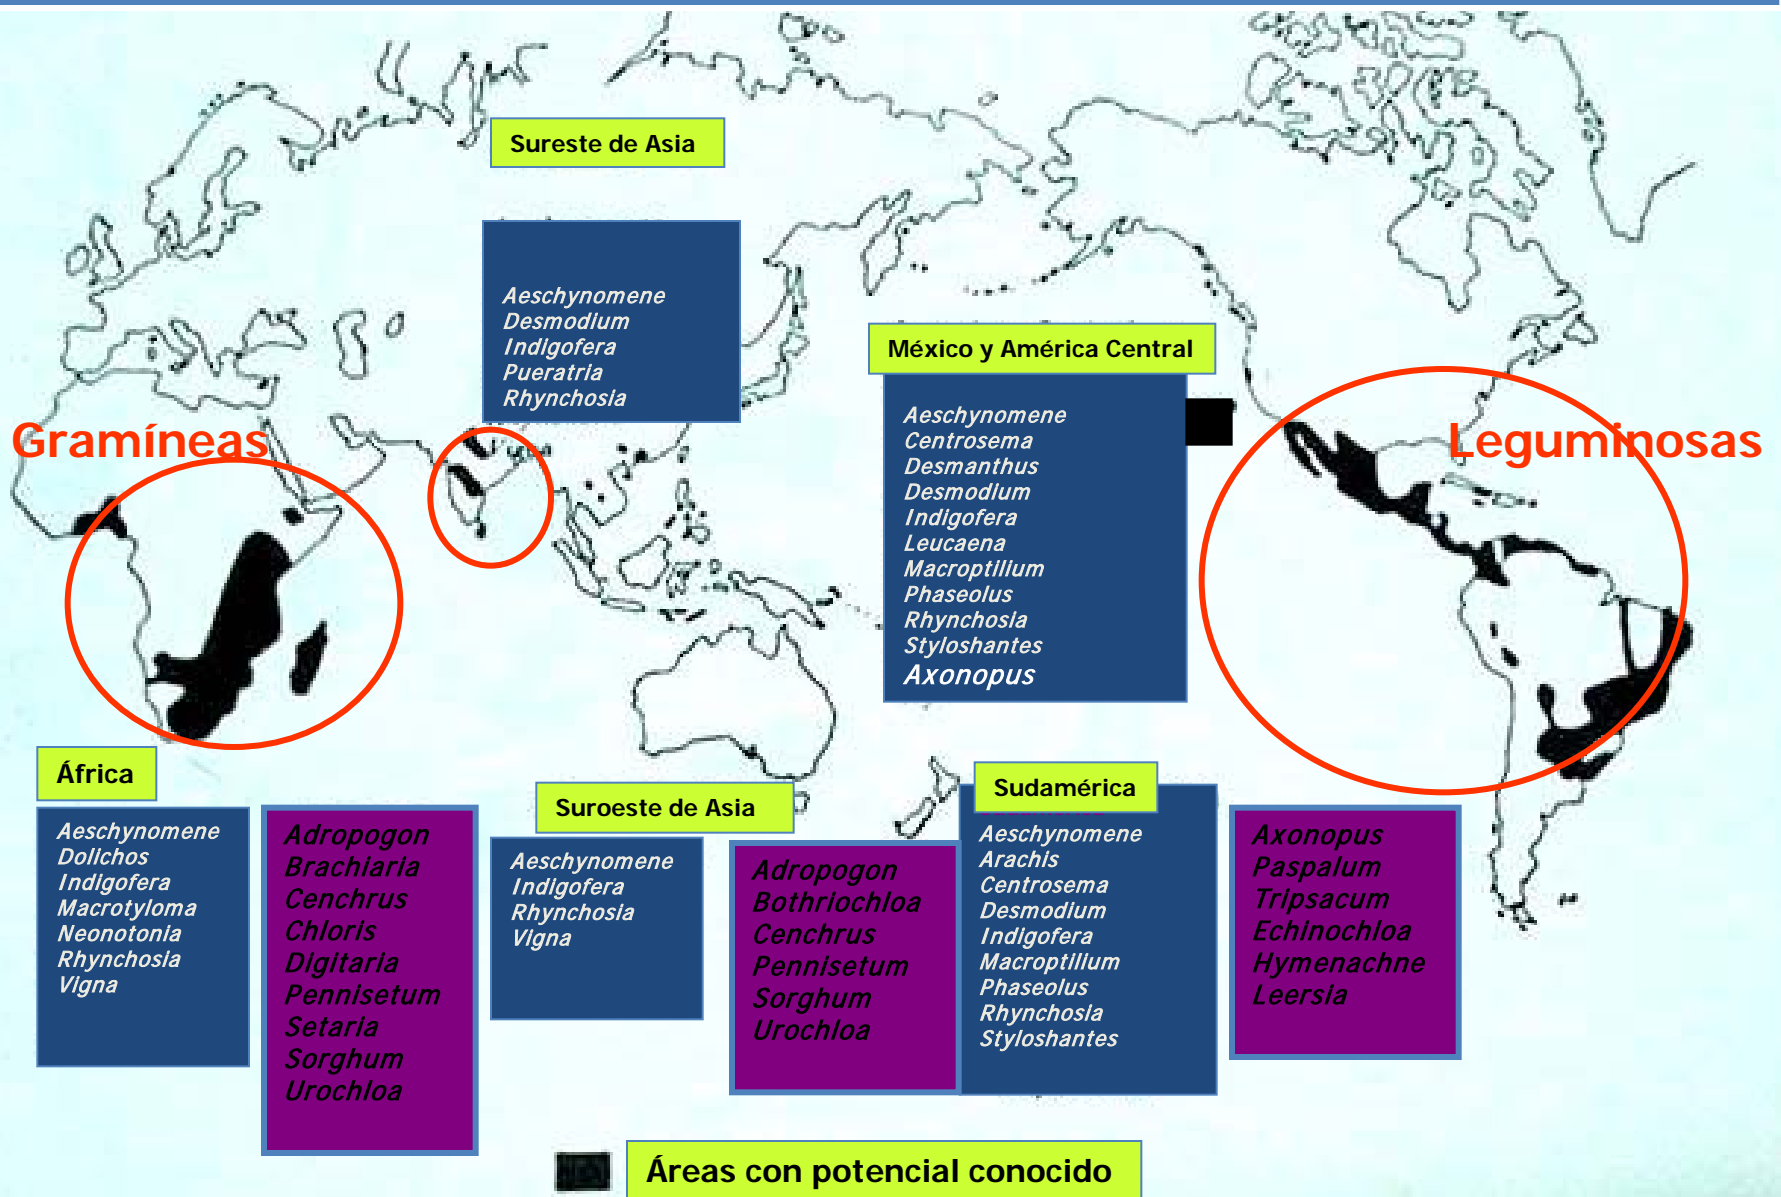 Sureste de Asia
Aeschynomene
Desmodium
Indigofera
Pueratria
Rhynchosia
México y América Central
Aeschynomene
Centrosema
Desmanthus
Desmodium
Indigofera
Leucaena
Macroptilium
Phaseolus
Rhynchosia
Styloshantes
Axonopus
Gramíneas
Leguminosas
África
Aeschynomene
Dolichos
Indigofera
Macrotyloma
Neonotonia
Rhynchosia
Vigna
Adropogon
Brachiaria
Cenchrus
Chloris
Digitaria
Pennisetum
Setaria
Sorghum
Urochloa
Suroeste de Asia
Aeschynomene
Indigofera
Rhynchosia
Vigna
Adropogon
Bothriochloa
Cenchrus
Pennisetum
Sorghum
Urochloa
Sudamérica
Aeschynomene
Arachis
Centrosema
Desmodium
Indigofera
Macroptilium
Phaseolus
Rhynchosia
Styloshantes
Axonopus
Paspalum
Tripsacum
Echinochloa
Hymenachne
Leersia
Áreas con potencial conocido